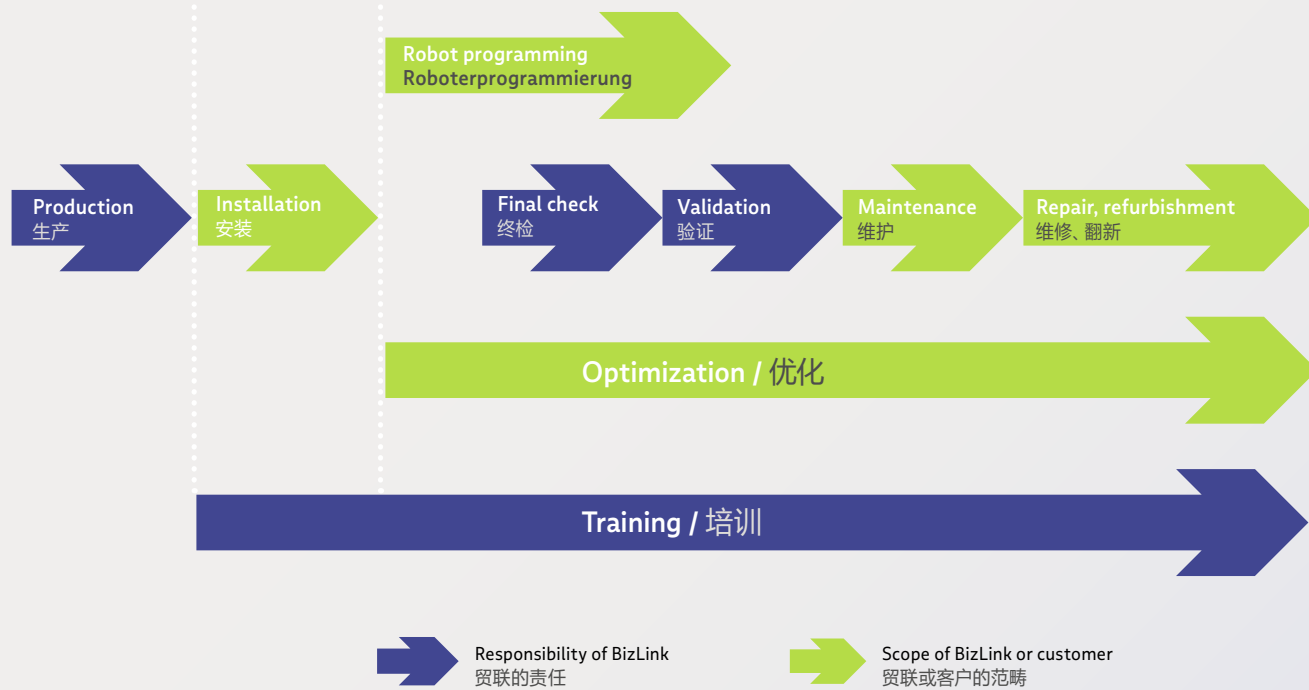 Robot programming
Roboterprogrammierung
Production
生产
Installation
安装
Final check
终检
Validation
验证
Maintenance
维护
Repair, refurbishment
维修、翻新
Optimization / 优化
Training / 培训
Responsibility of BizLink
贸联的责任
Scope of BizLink or customer
贸联或客户的范畴